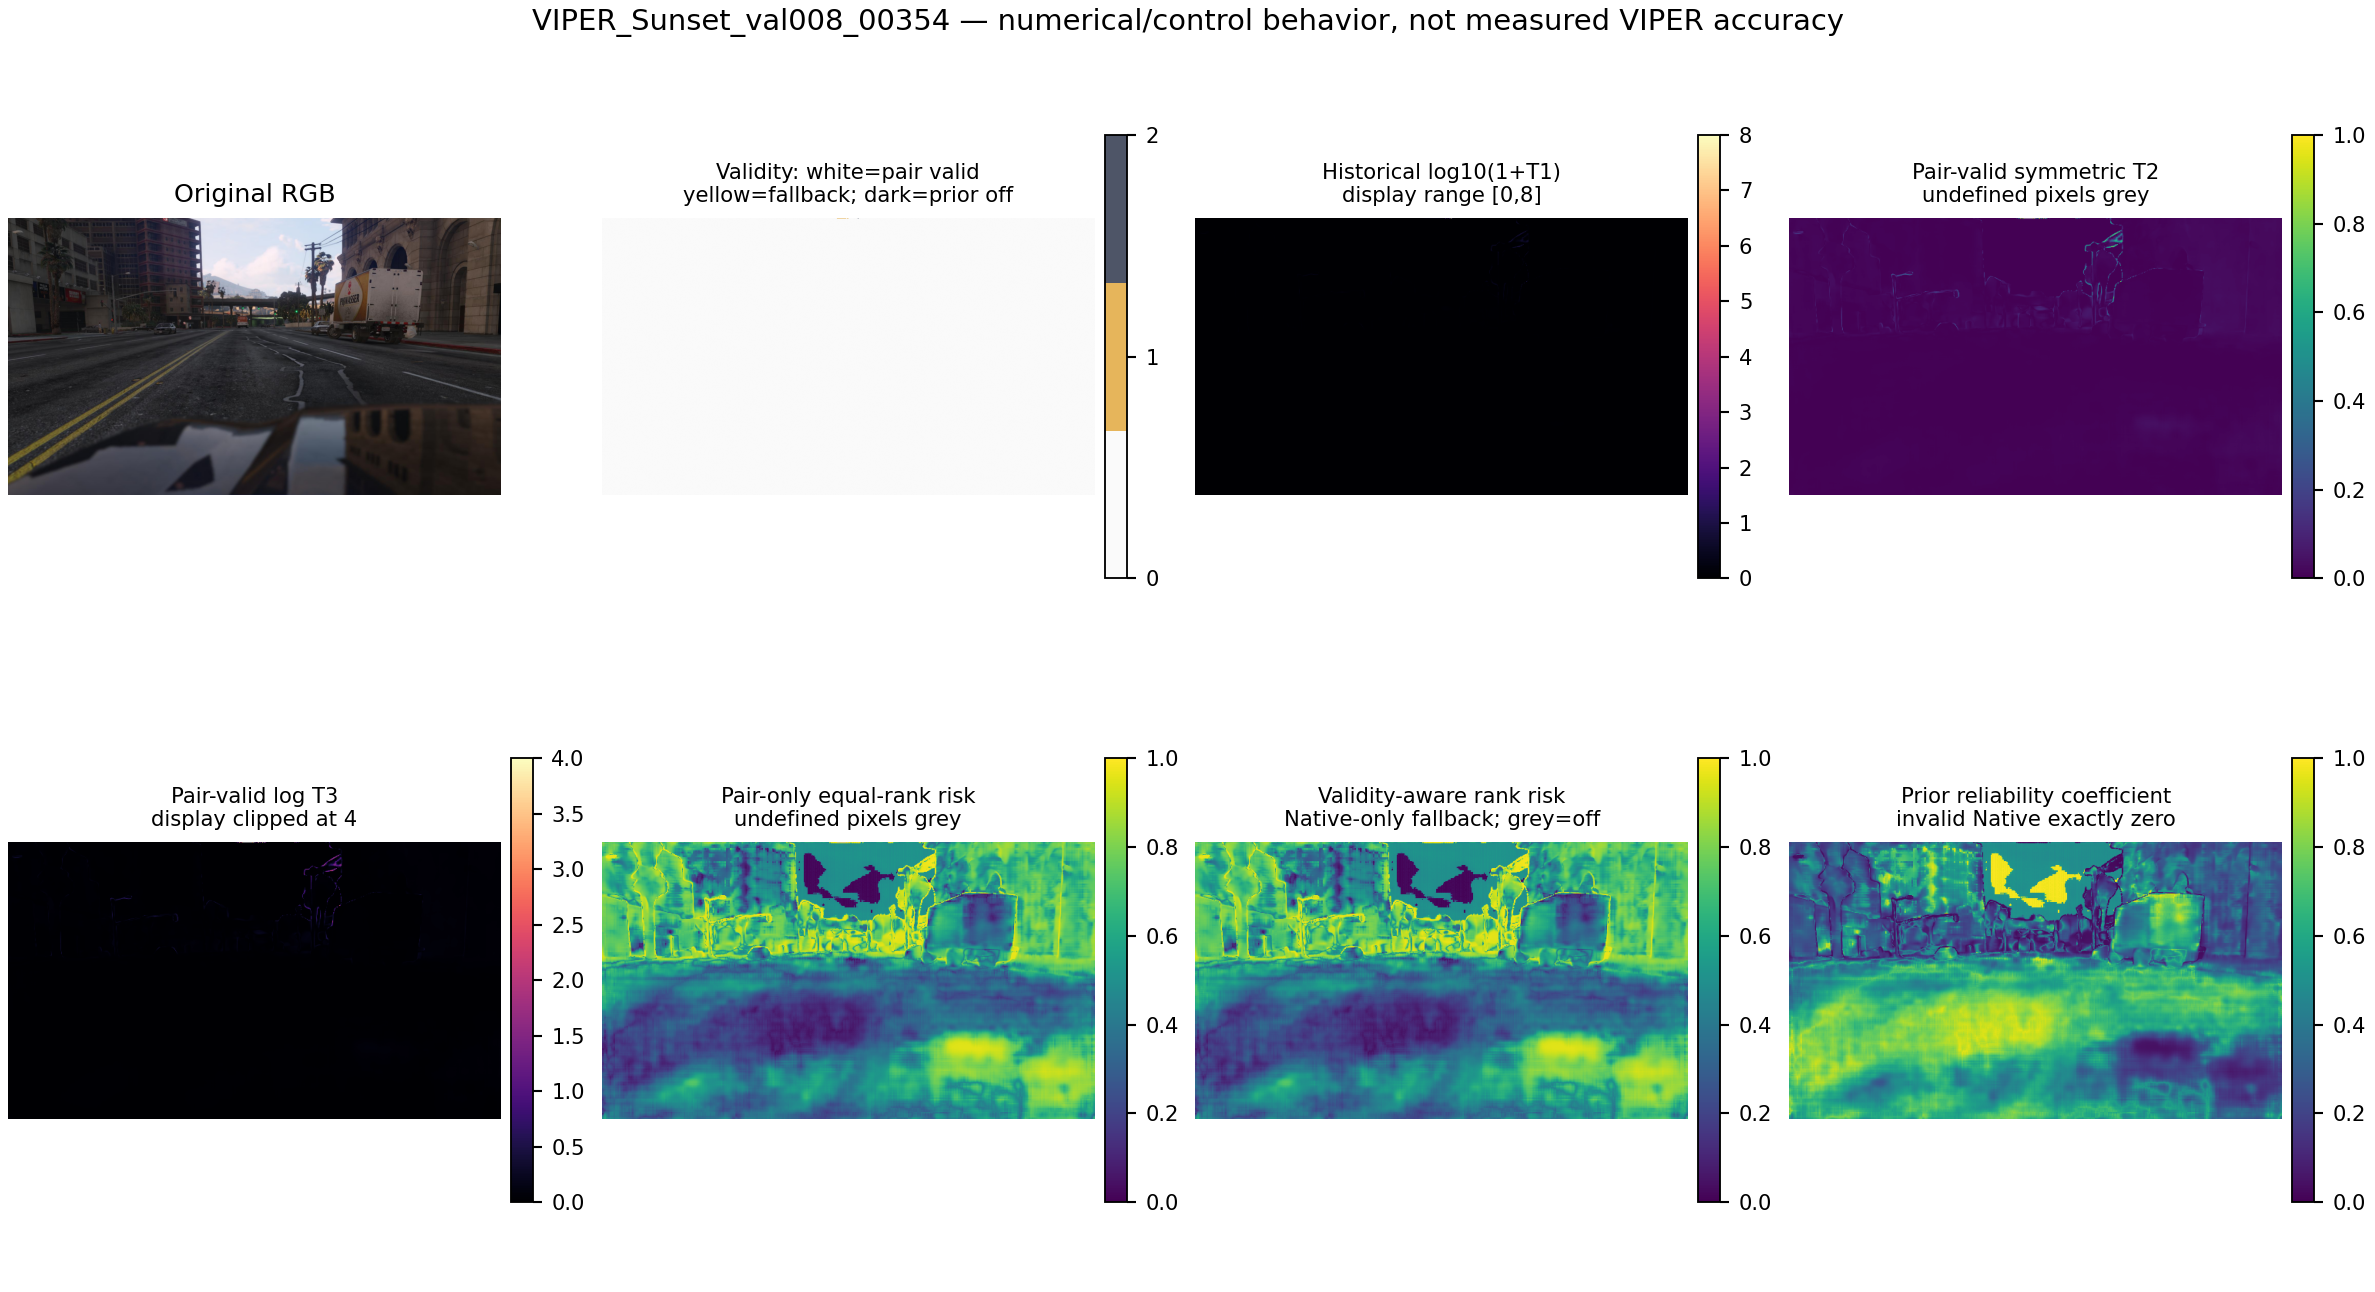 VIPER_Sunset_val008_00354 — numerical/control behavior, not measured VIPER accuracy
Original RGB
Validity: white=pair valid
yellow=fallback; dark=prior off
2
1
0
Historical log10(1+T1)
display range [0,8]
8
7
6
5
4
3
2
1
0
Pair-valid symmetric T2
undefined pixels grey
1.0
0.8
0.6
0.4
0.2
0.0
Pair-valid log T3
display clipped at 4
4.0
3.5
3.0
2.5
2.0
1.5
1.0
0.5
0.0
Pair-only equal-rank risk
undefined pixels grey
1.0
0.8
0.6
0.4
0.2
0.0
Validity-aware rank risk
Native-only fallback; grey=off
1.0
0.8
0.6
0.4
0.2
0.0
Prior reliability coefficient
invalid Native exactly zero
1.0
0.8
0.6
0.4
0.2
0.0